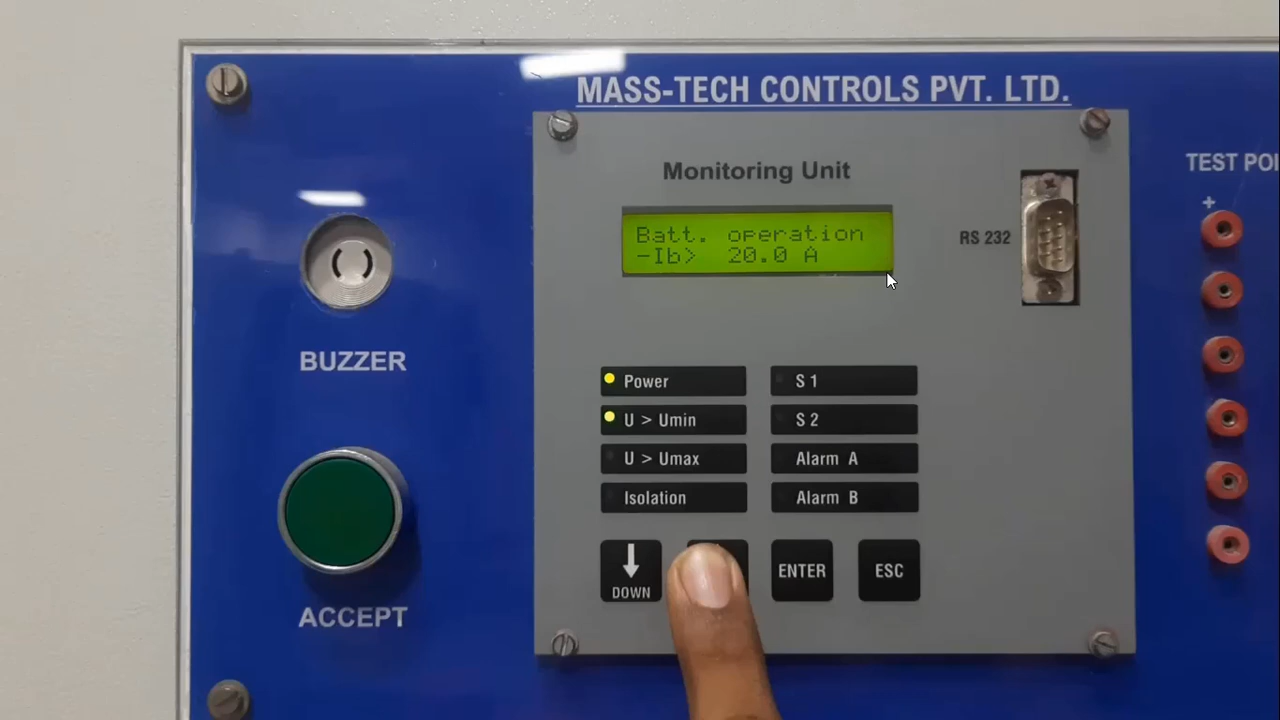 MASS-TECH CONTROLS PVT. LTD.
Monitoring Unit
TEST POI
+
Batt. operation
-Ib> 20.0 A
RS 232
BUZZER
Power
S 1
U > Umin
S 2
U > Umax
Alarm A
Isolation
Alarm B
DOWN
ENTER
ESC
ACCEPT